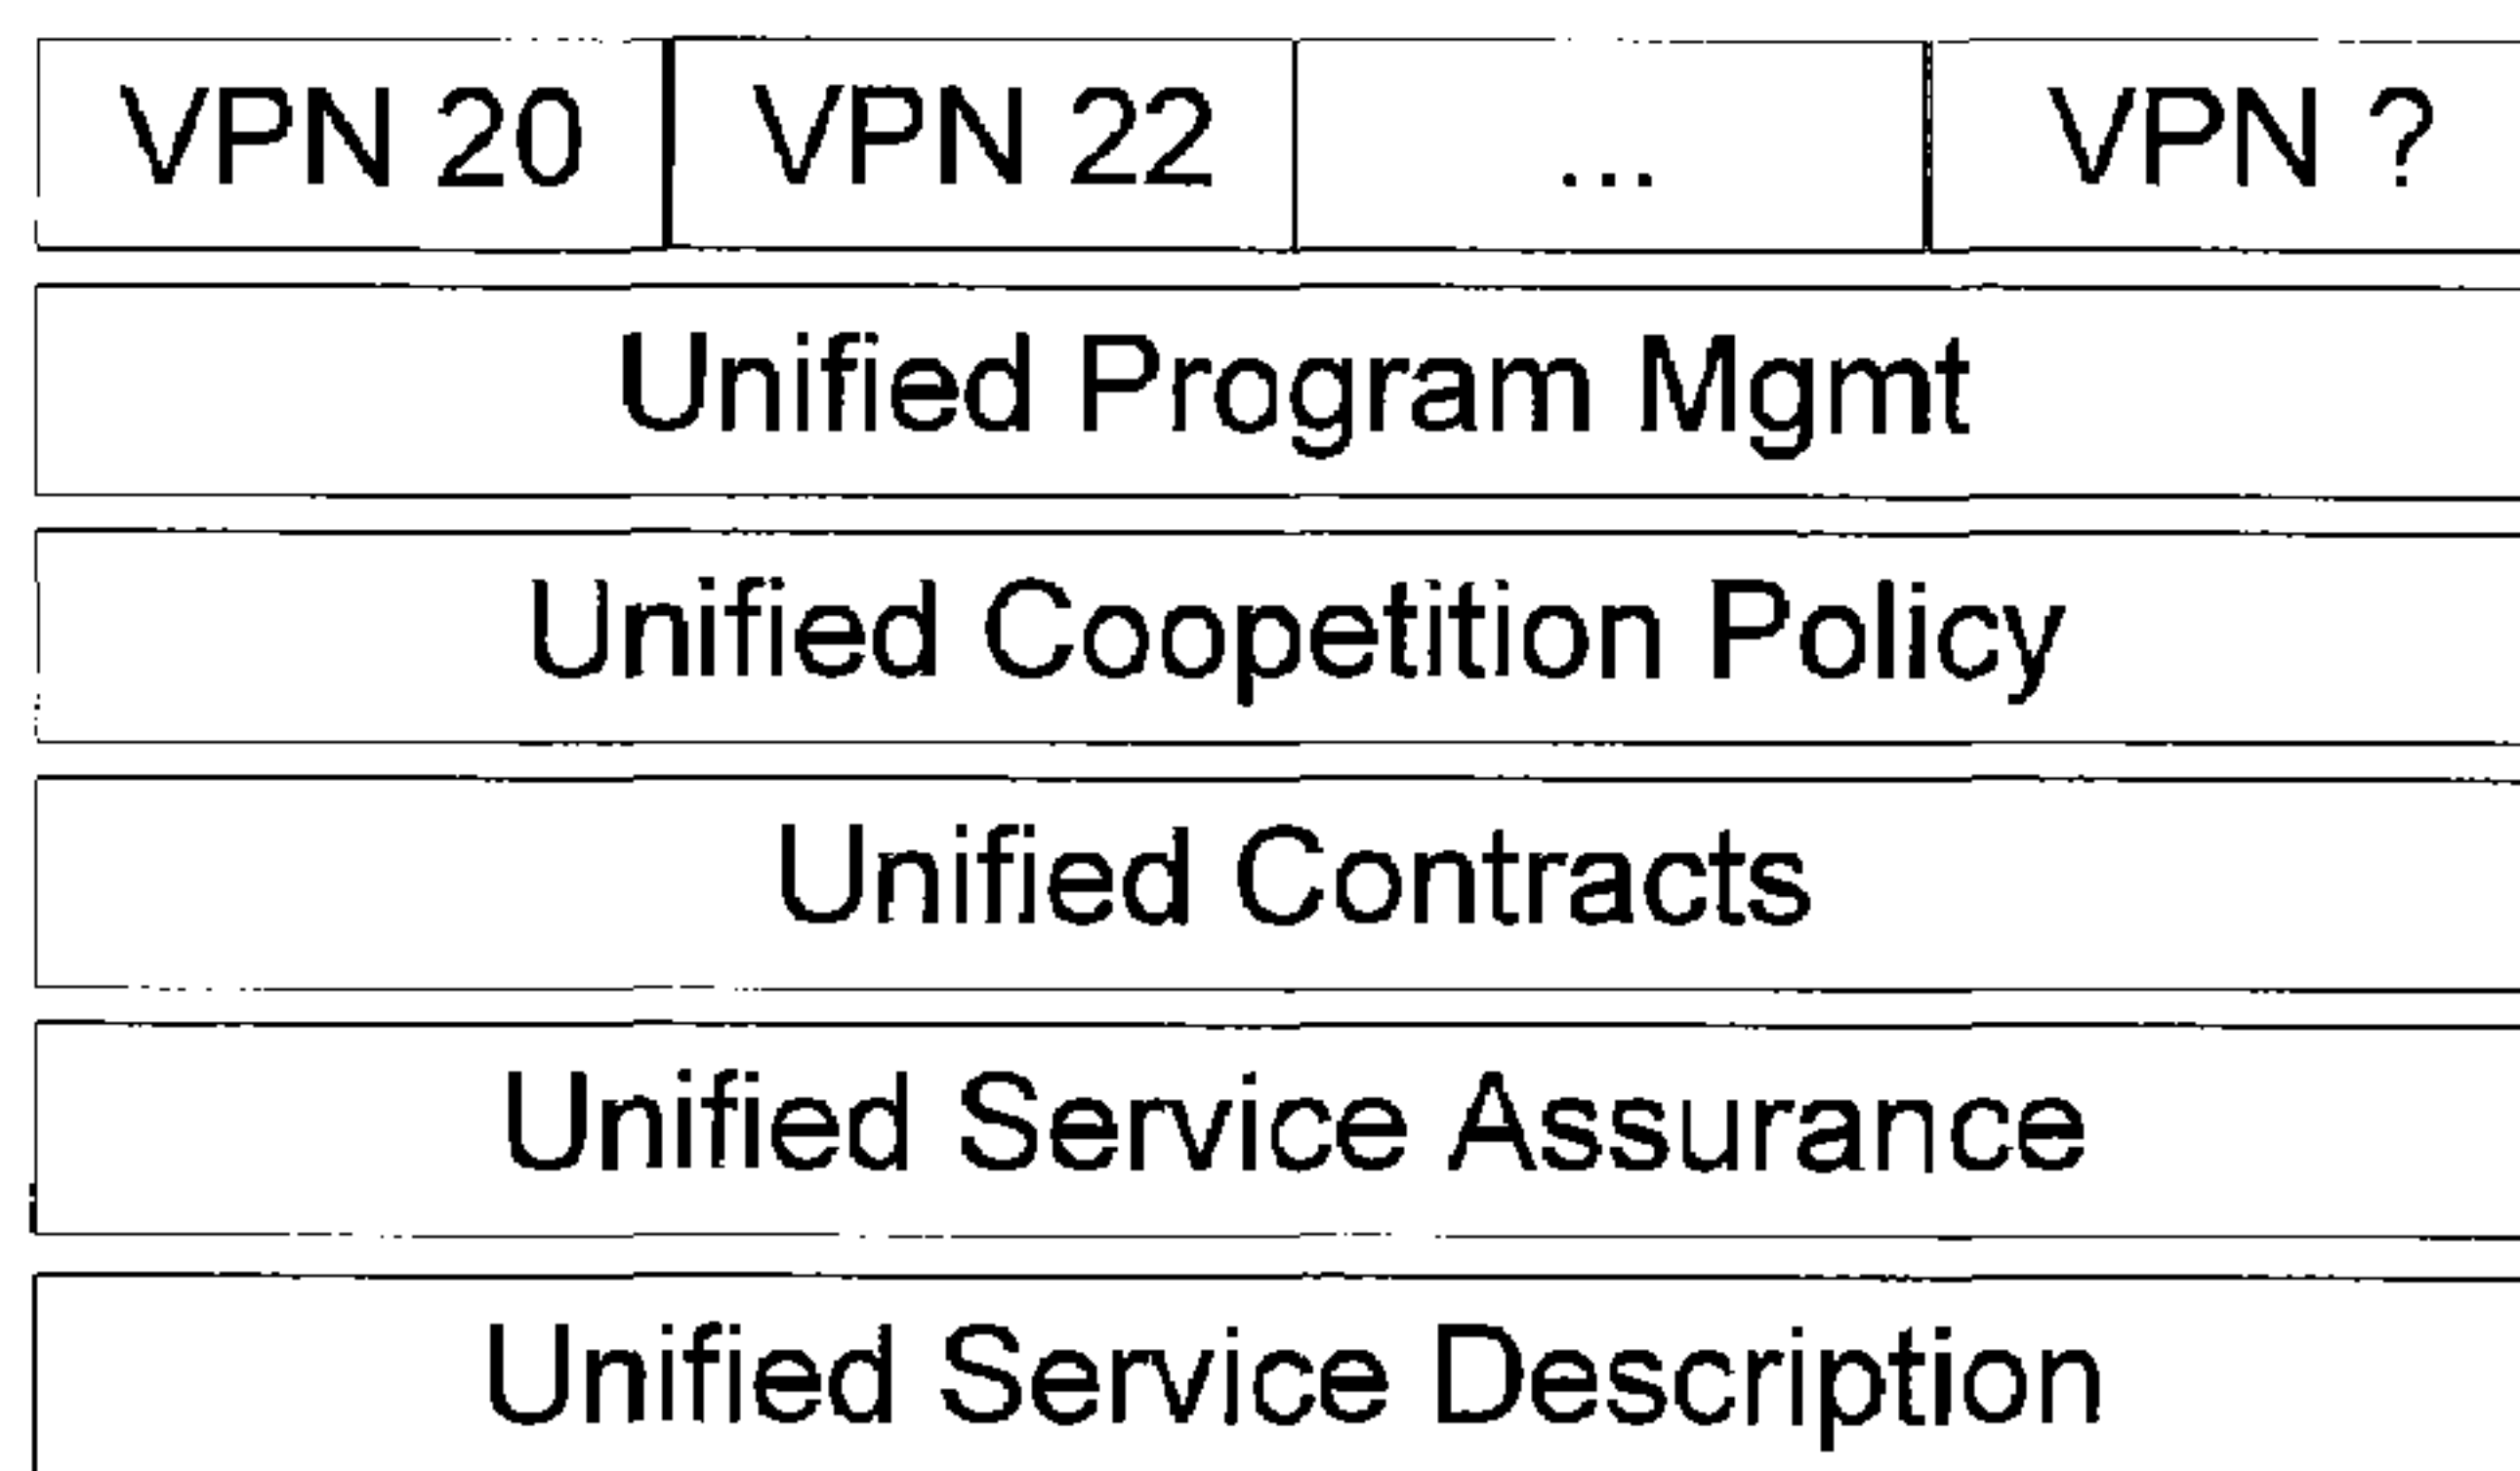 VPN 20 VPN 22 ... VPN ?
Unified Program Mgmt
Unified Coopetition Policy
Unified Contracts
Unified Service Assurance
Unified Service Description